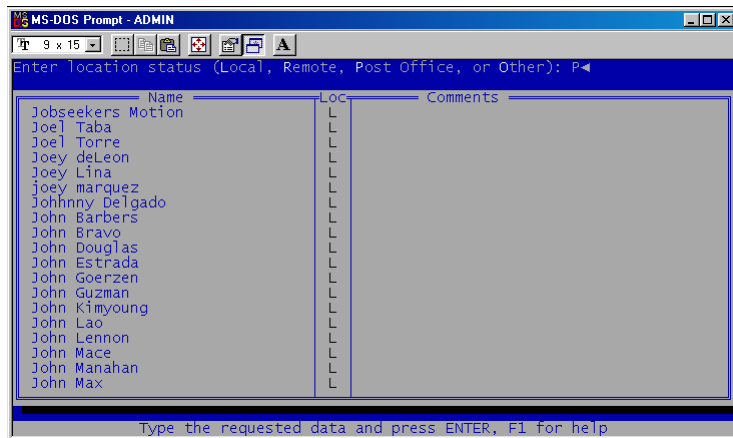 MS-DOS Prompt - ADMIN
9 x 15
A
Enter location status (Local, Remote, Post Office, or Other): P◄
Name Loc Comments
Jobseekers Motion L
Joel Taba L
Joel Torre L
Joey deLeon L
Joey Lina L
joey marquez L
Johhnny Delgado L
John Barbers L
John Bravo L
John Douglas L
John Estrada L
John Goerzen L
John Guzman L
John Kimyoung L
John Lao L
John Lennon L
John Mace L
John Manahan L
John Max L
Type the requested data and press ENTER, F1 for help